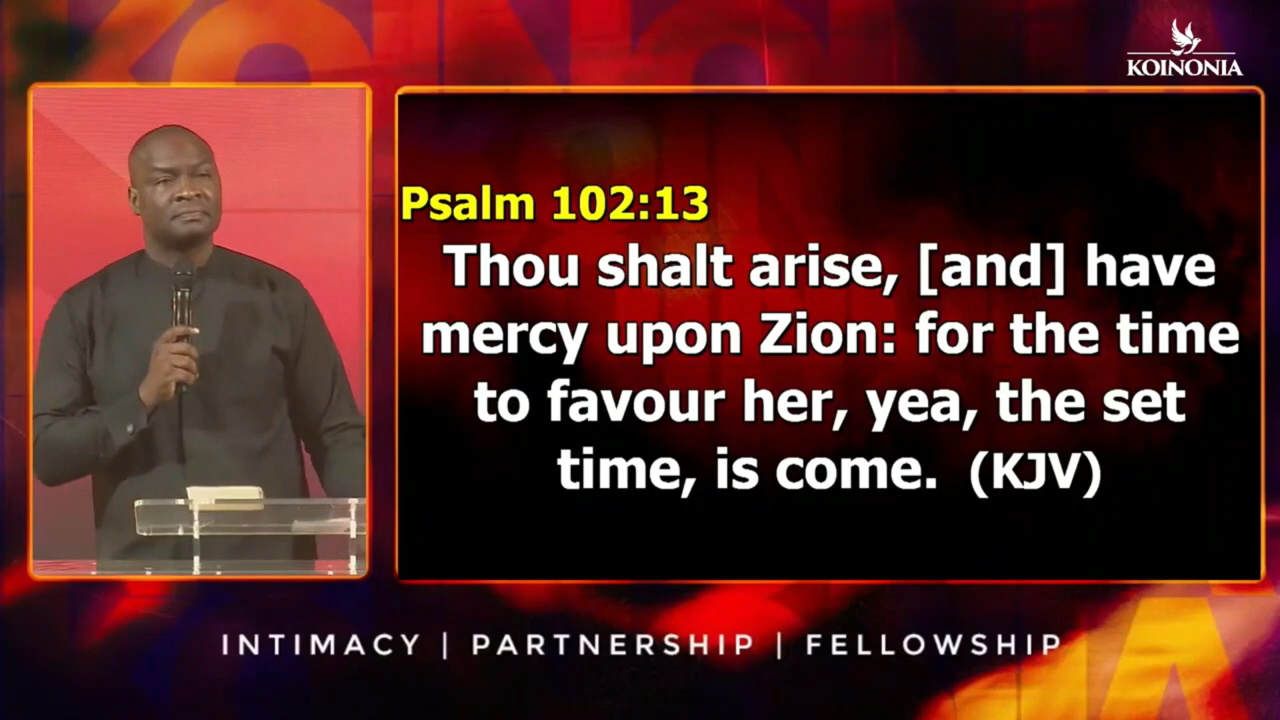 KOINONIA
Psalm 102:13
Thou shalt arise, [and] have
mercy upon Zion: for the time
to favour her, yea, the set
time, is come. (KJV)
INTIMACY | PARTNERSHIP | FELLOWSHIP